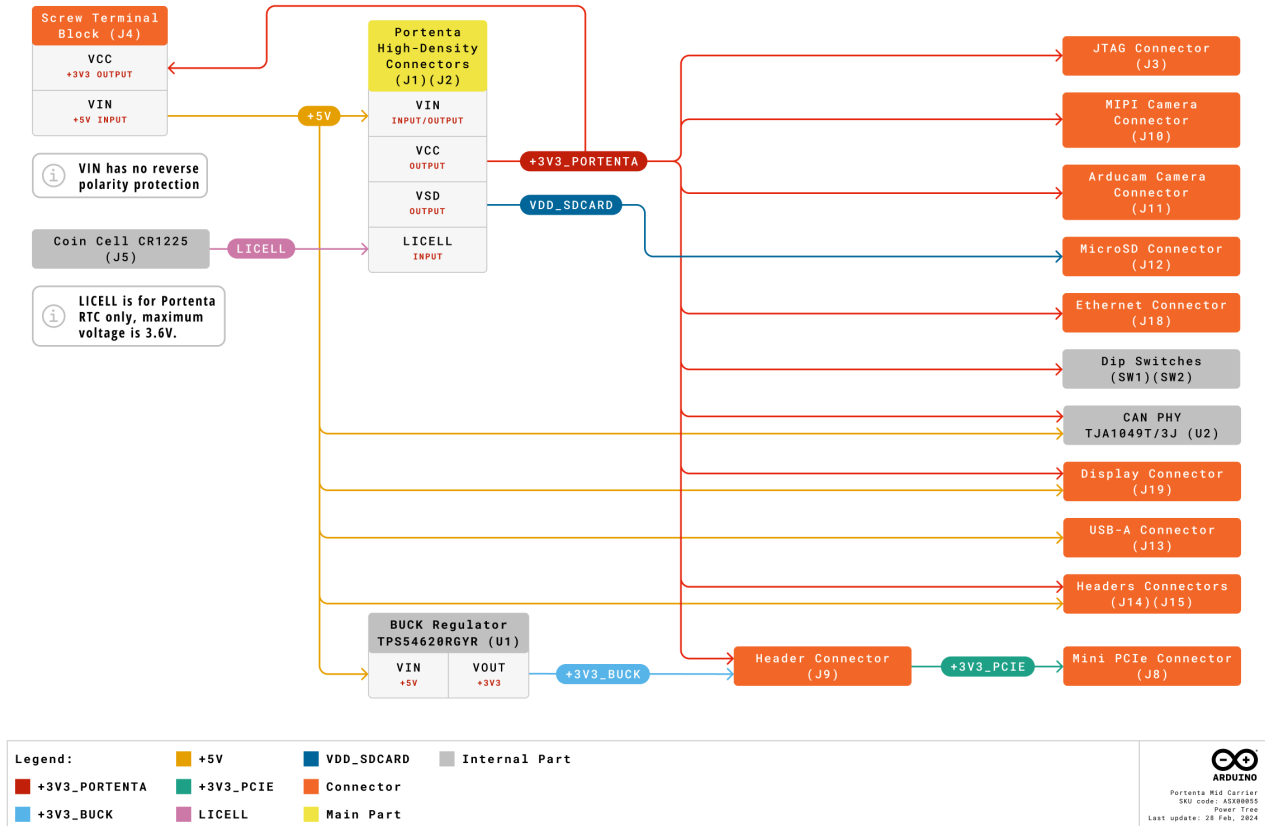 Screw Terminal
Block (J4)
VCC
+3V3 OUTPUT
VIN
+5V INPUT
VIN has no reverse
polarity protection
Coin Cell CR1225
(J5)
LICELL is for Portenta
RTC only, maximum
voltage is 3.6V.
+5V
LICELL
Portenta
High-Density
Connectors
(J1)(J2)
VIN
INPUT/OUTPUT
VCC
OUTPUT
VSD
OUTPUT
LICELL
INPUT
+3V3_PORTENTA
VDD_SDCARD
JTAG Connector
(J3)
MIPI Camera
Connector
(J10)
Arducam Camera
Connector
(J11)
MicroSD Connector
(J12)
Ethernet Connector
(J18)
Dip Switches
(SW1)(SW2)
CAN PHY
TJA1049T/3J (U2)
Display Connector
(J19)
USB-A Connector
(J13)
Headers Connectors
(J14)(J15)
BUCK Regulator
TPS54620RGYR (U1)
VIN
+5V
VOUT
+3V3
+3V3_BUCK
Header Connector
(J9)
+3V3_PCIE
Mini PCIe Connector
(J8)
Legend:
+3V3_PORTENTA
+3V3_BUCK
+5V
+3V3_PCIE
LICELL
VDD_SDCARD
Connector
Main Part
Internal Part
ARDUINO
Portenta Mid Carrier
SKU code: ASX00055
Power Tree
Last update: 28 Feb, 2024